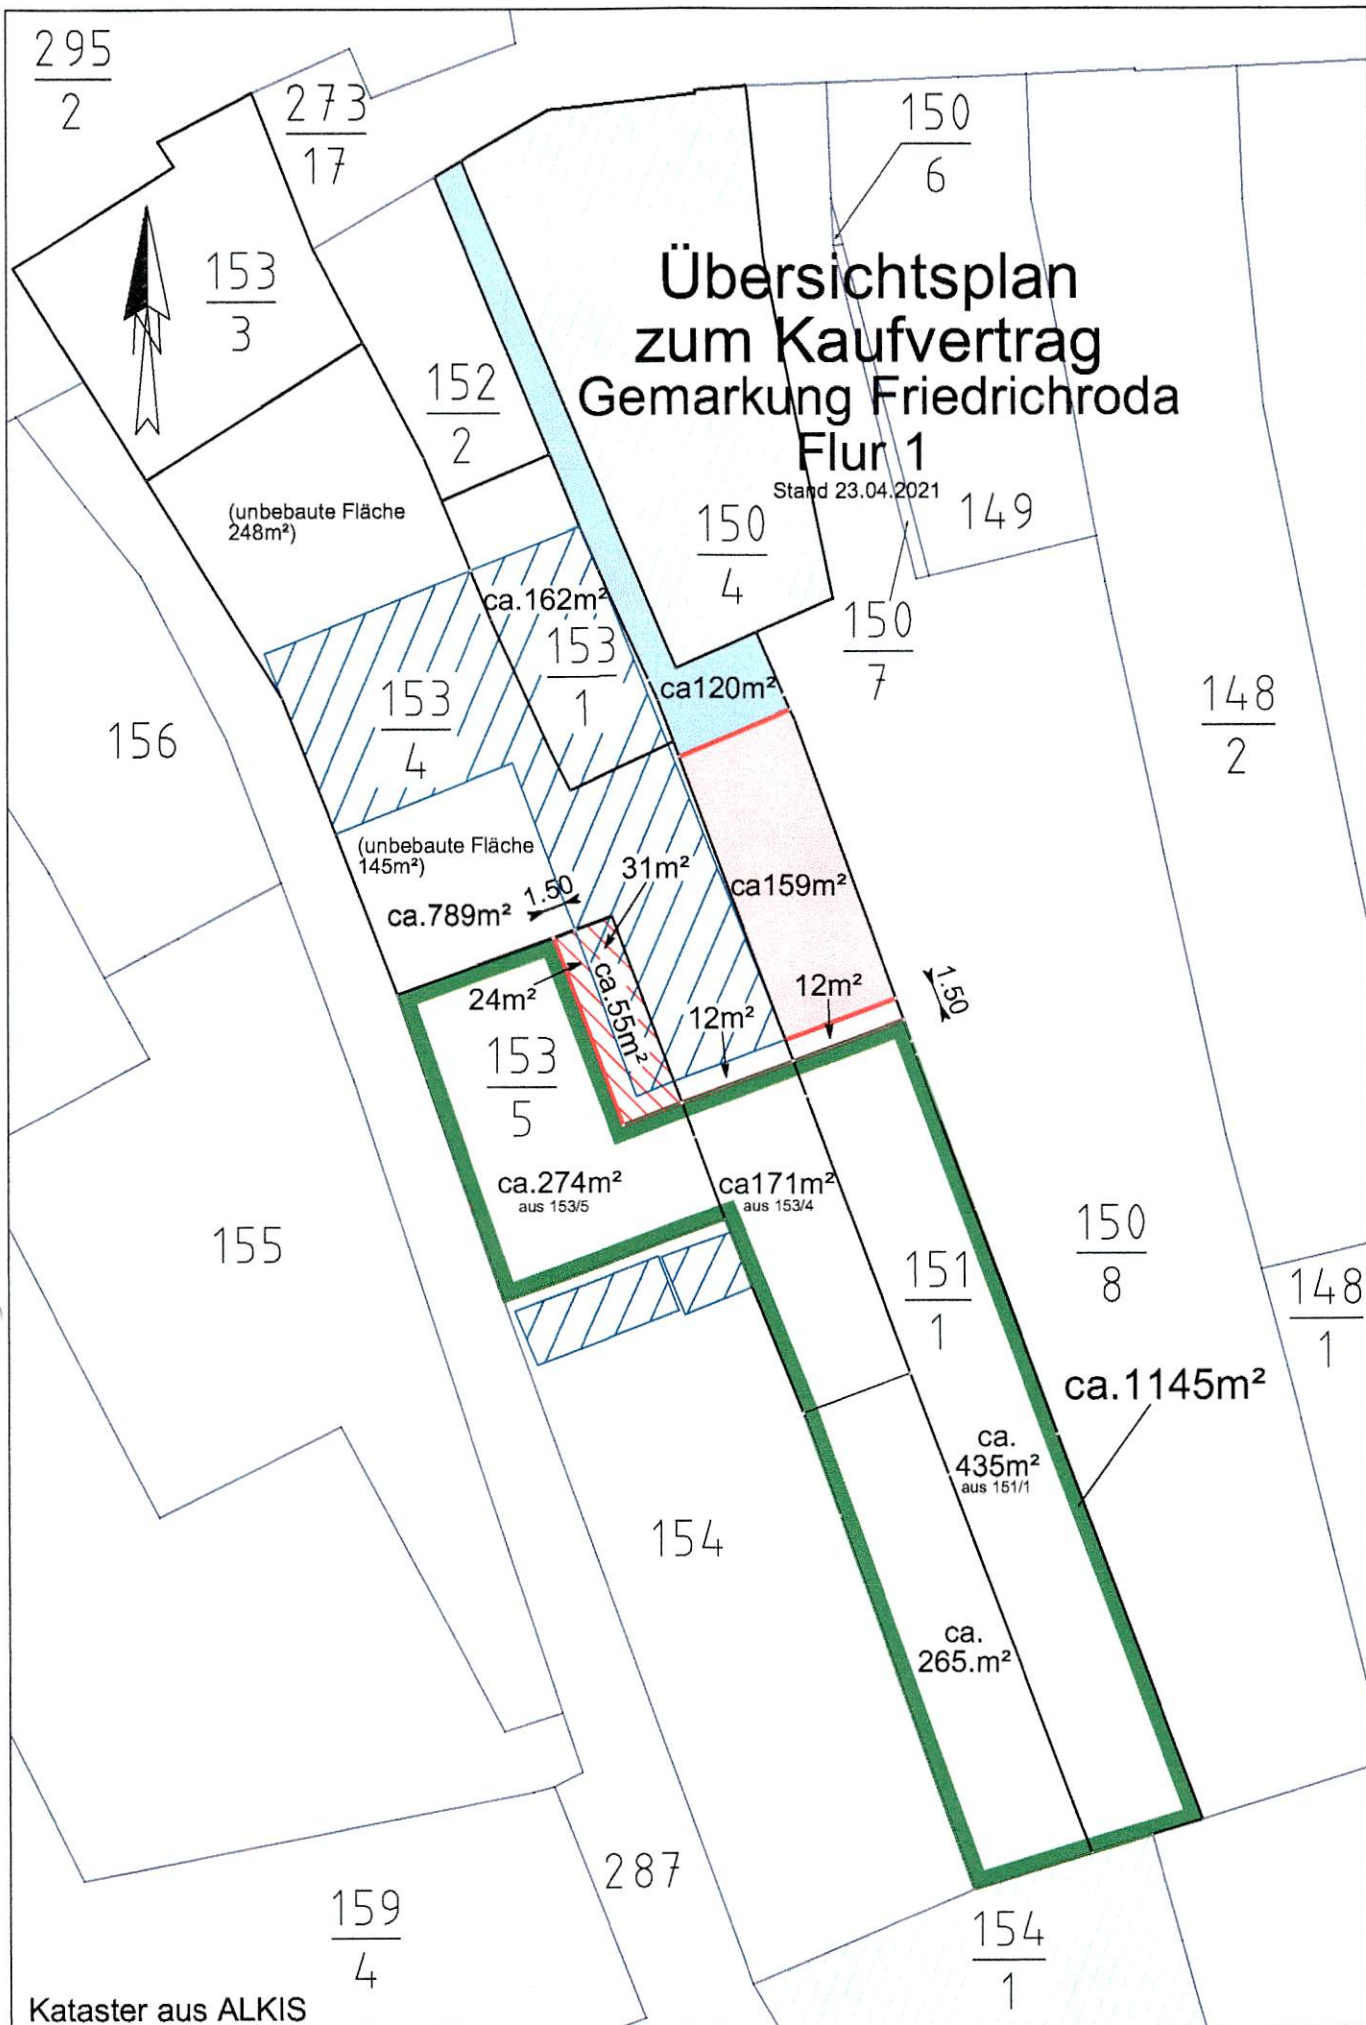 295
2
273
17
150
6
153
3
Übersichtsplan
zum Kaufvertrag
Gemarkung Friedrichroda
Flur 1
Stand 23.04.2021
152
2
(unbebaute Fläche
248m²)
150
4
149
ca.162m²
153
1
150
7
153
4
ca120m²
148
2
156
(unbebaute Fläche
145m²)
31m²
1.50
ca159m²
ca.789m²
24m²
ca.55m²
12m²
12m²
1.50
153
5
ca.274m²
aus 153/5
ca171m²
aus 153/4
155
151
1
150
8
148
1
ca.1145m²
ca.
435m²
aus 151/1
154
ca.
265.m²
287
159
4
154
1
Kataster aus ALKIS